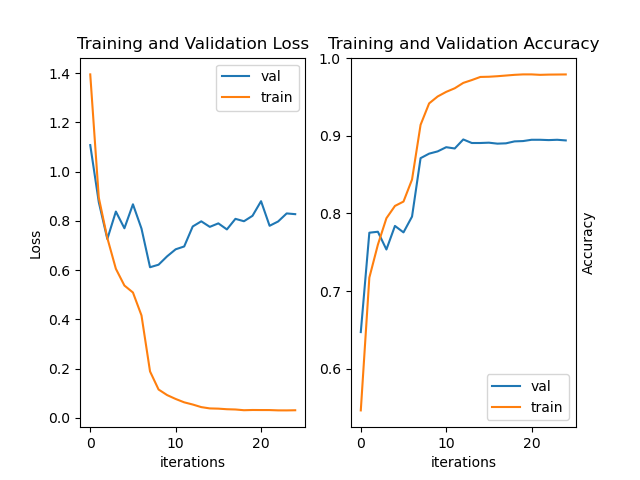 Training and Validation Loss
1.4
1.2
1.0
0.8
0.6
0.4
0.2
0.0
Loss
0
10
20
iterations
val
train
Training and Validation Accuracy
1.0
0.9
0.8
0.7
0.6
Accuracy
0
10
20
iterations
val
train